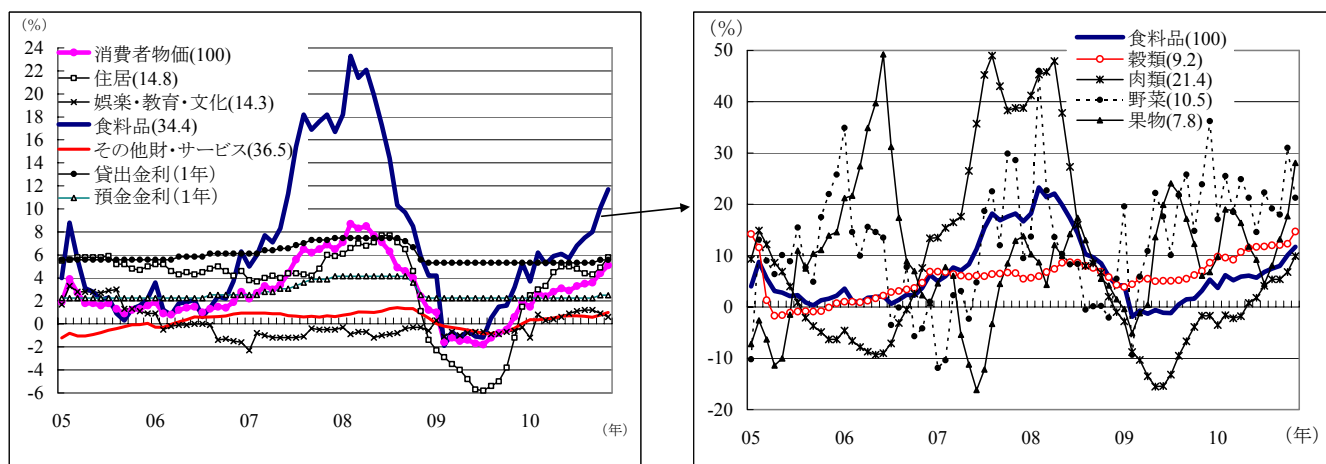 (%)
24
22
20
18
16
14
12
10
8
6
4
2
0
-2
-4
-6
消費者物価(100)
住居(14.8)
娯楽・教育・文化(14.3)
食料品(34.4)
その他財・サービス(36.5)
貸出金利(1年)
預金金利(1年)
05 06 07 08 09 10
(年)
(%)
50
40
30
20
10
0
-10
-20
食料品(100)
穀類(9.2)
肉類(21.4)
野菜(10.5)
果物(7.8)
05 06 07 08 09 10 (年)